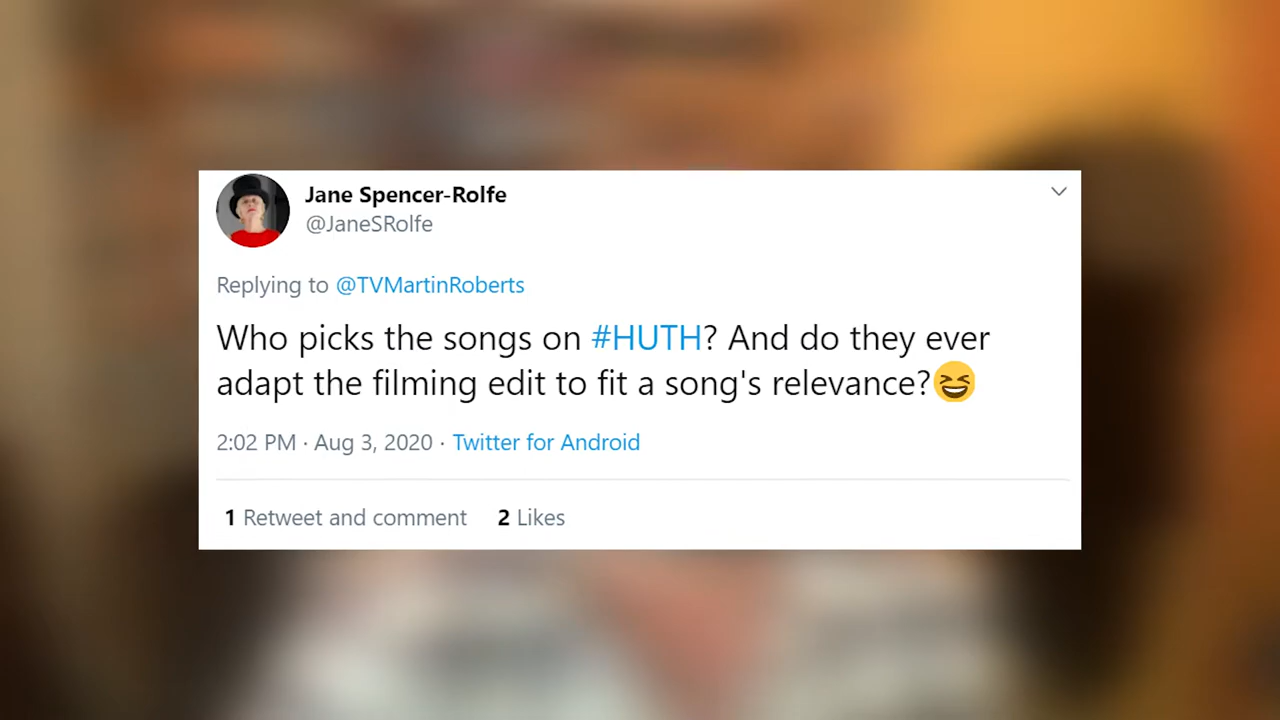 Jane Spencer-Rolfe
@JaneSRolfe
Replying to @TVMartinRoberts
Who picks the songs on #HUTH? And do they ever
adapt the filming edit to fit a song's relevance?😆
2:02 PM · Aug 3, 2020 · Twitter for Android
1 Retweet and comment 2 Likes